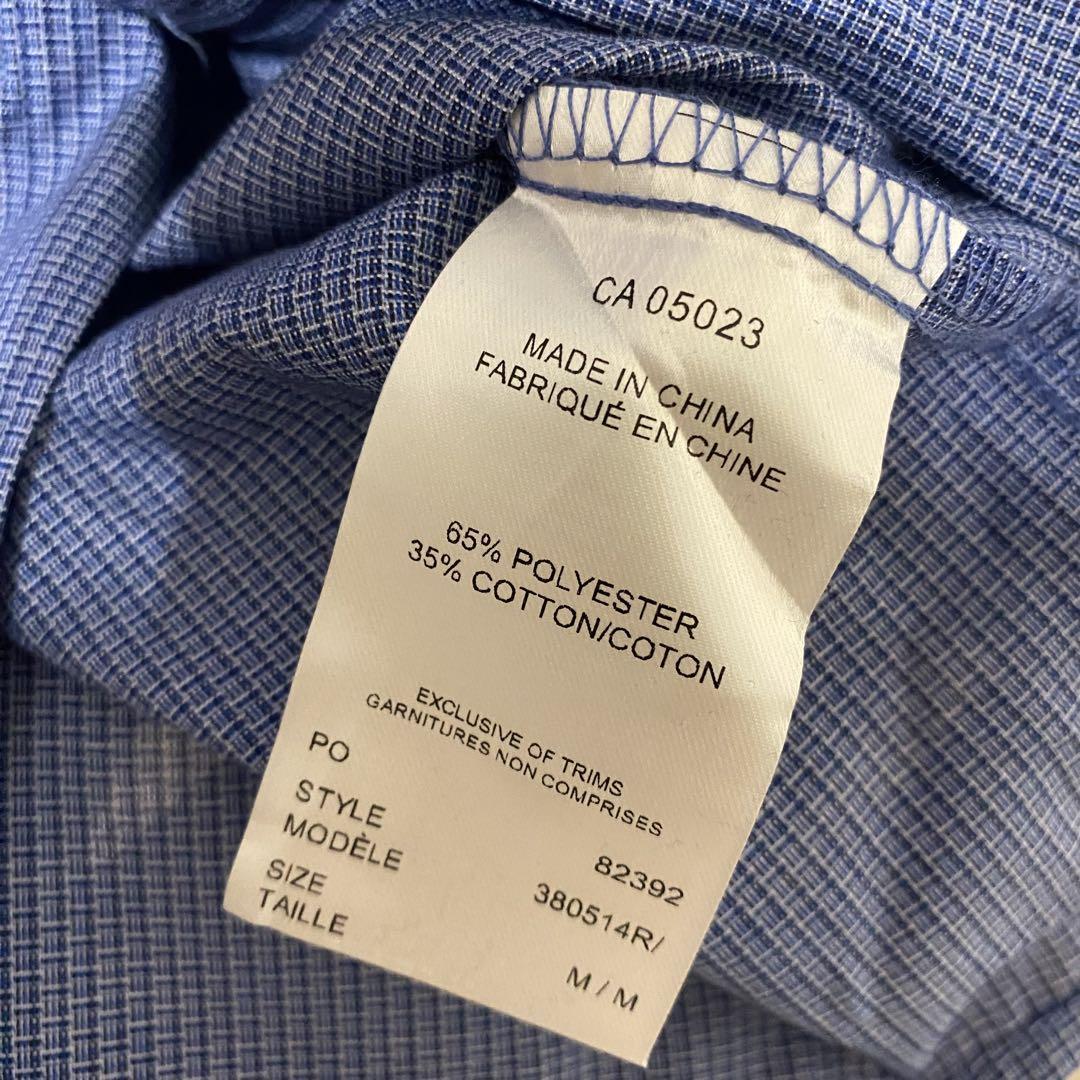 CA 05023
MADE IN CHINA
FABRIQUÉ EN CHINE
65% POLYESTER
35% COTTON/COTON
EXCLUSIVE OF TRIMS
GARNITURES NON COMPRISES
PO 82392
STYLE 380514R/
MODÈLE
SIZE M / M
TAILLE